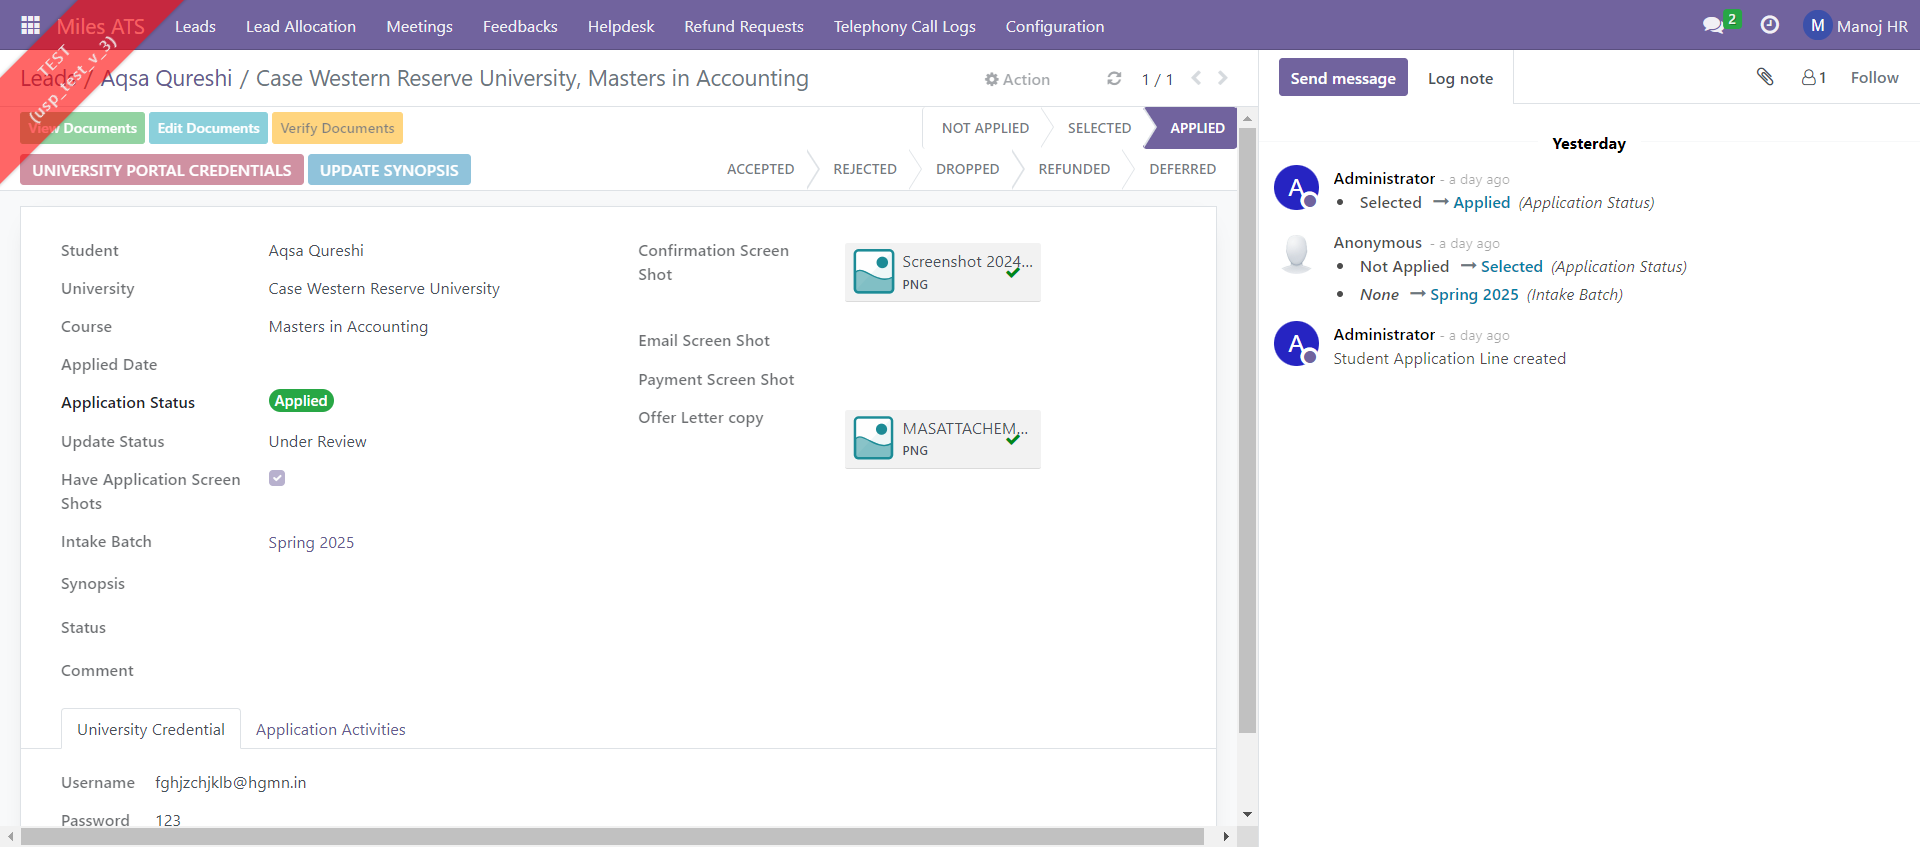 Miles ATS Leads Lead Allocation Meetings Feedbacks Helpdesk Refund Requests Telephony Call Logs Configuration 2 M Manoj HR
TEST
(usp_test_v_3)
Leads / Aqsa Qureshi / Case Western Reserve University, Masters in Accounting Action 1 / 1
View Documents Edit Documents Verify Documents
UNIVERSITY PORTAL CREDENTIALS UPDATE SYNOPSIS
NOT APPLIED SELECTED APPLIED
ACCEPTED REJECTED DROPPED REFUNDED DEFERRED
Student Aqsa Qureshi
University Case Western Reserve University
Course Masters in Accounting
Applied Date
Application Status Applied
Update Status Under Review
Have Application Screen
Shots
Intake Batch Spring 2025
Synopsis
Status
Comment
Confirmation Screen
Shot
Screenshot 2024...
PNG
Email Screen Shot
Payment Screen Shot
Offer Letter copy
MASATTACHEM...
PNG
University Credential Application Activities
Username fghjzchjklb@hgmn.in
Password 123
Send message Log note 1 Follow
Yesterday
A
Administrator - a day ago
• Selected → Applied (Application Status)
Anonymous - a day ago
• Not Applied → Selected (Application Status)
• None → Spring 2025 (Intake Batch)
A
Administrator - a day ago
Student Application Line created